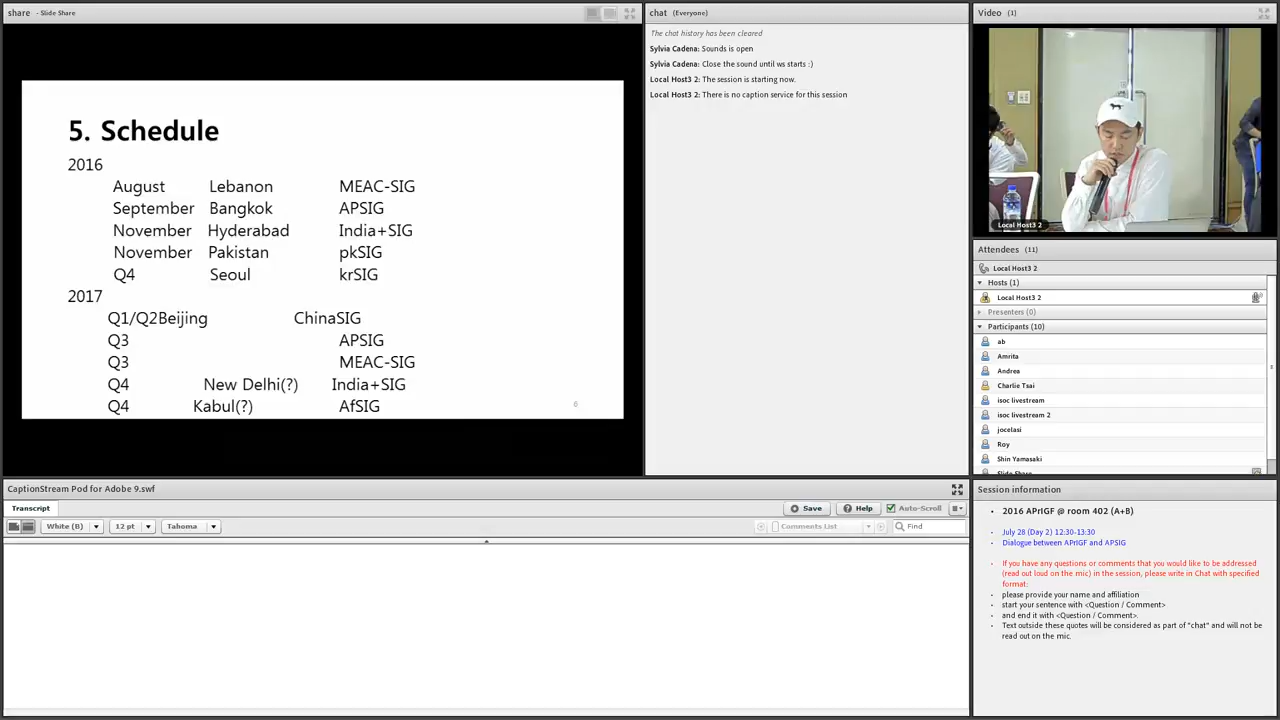 share - Slide Share
5. Schedule
2016
August Lebanon MEAC-SIG
September Bangkok APSIG
November Hyderabad India+SIG
November Pakistan pkSIG
Q4 Seoul krSIG
2017
Q1/Q2Beijing ChinaSIG
Q3 APSIG
Q3 MEAC-SIG
Q4 New Delhi(?) India+SIG
Q4 Kabul(?) AfSIG
6
chat (Everyone)
The chat history has been cleared
Sylvia Cadena: Sounds is open
Sylvia Cadena: Close the sound until ws starts :)
Local Host3 2: The session is starting now.
Local Host3 2: There is no caption service for this session
Video (1)
Local Host3 2
Attendees (11)
Local Host3 2
Hosts (1)
Local Host3 2
Presenters (0)
Participants (10)
ab
Amrita
Andrea
Charlie Tsai
isoc livestream
isoc livestream 2
jocelasi
Roy
Shin Yamasaki
Slide Share
CaptionStream Pod for Adobe 9.swf
Transcript
Save Help Auto-Scroll
White (B) 12 pt Tahoma Comments List Find
Session information
• 2016 APrIGF @ room 402 (A+B)
• July 28 (Day 2) 12:30-13:30
• Dialogue between APrIGF and APSIG
• If you have any questions or comments that you would like to be addressed
(read out loud on the mic) in the session, please write in Chat with specified
format:
• please provide your name and affiliation
• start your sentence with <Question / Comment>
• and end it with <Question / Comment>.
• Text outside these quotes will be considered as part of "chat" and will not be
read out on the mic.